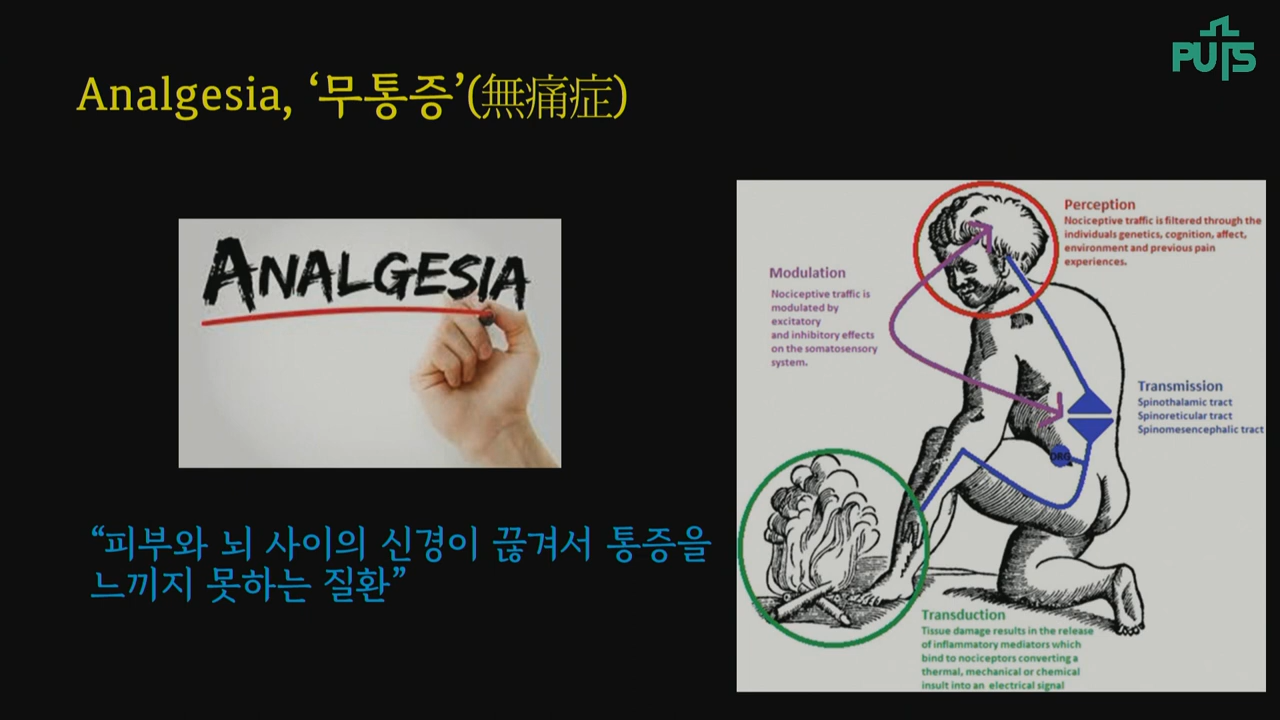 PUTS
Analgesia, ‘무통증’(無痛症)
ANALGESIA
“피부와 뇌 사이의 신경이 끊겨서 통증을
느끼지 못하는 질환”
Perception
Nociceptive traffic is filtered through the
individuals genetics, cognition, affect,
environment and previous pain
experiences.
Modulation
Nociceptive traffic is
modulated by
excitatory
and inhibitory effects
on the somatosensory
system.
Transmission
Spinothalamic tract
Spinoreticular tract
Spinomesencephalic tract
DRG
Transduction
Tissue damage results in the release
of inflammatory mediators which
bind to nociceptors converting a
thermal, mechanical or chemical
insult into an electrical signal